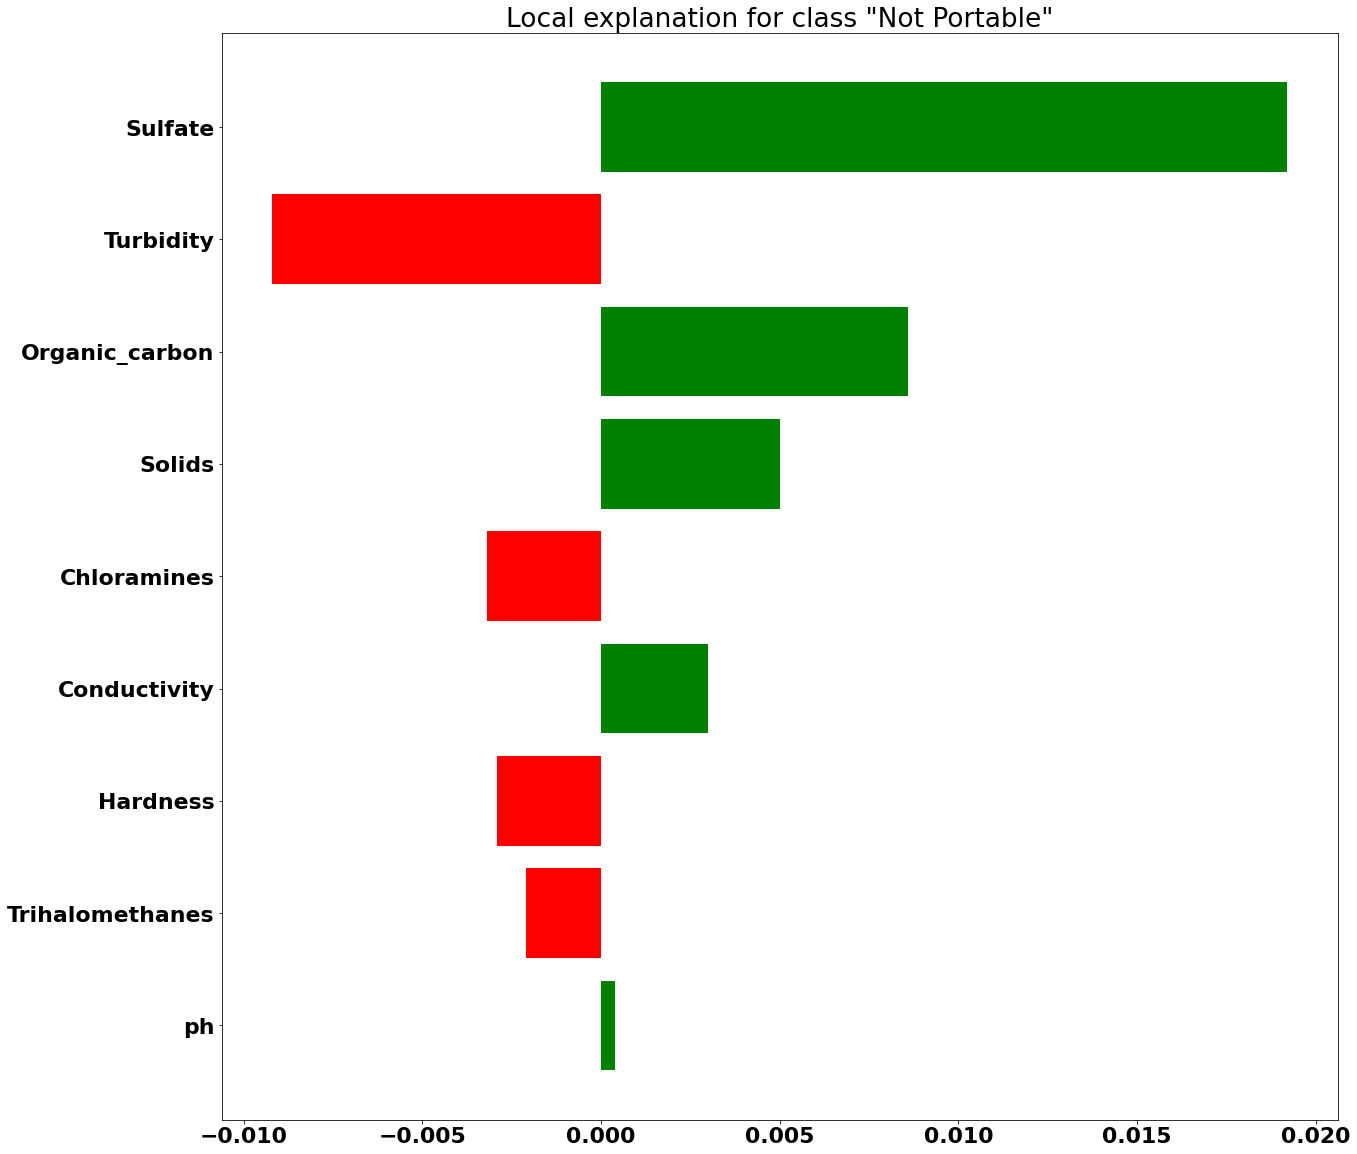 Local explanation for class "Not Portable"
Sulfate
Turbidity
Organic_carbon
Solids
Chloramines
Conductivity
Hardness
Trihalomethanes
ph
−0.010 −0.005 0.000 0.005 0.010 0.015 0.020